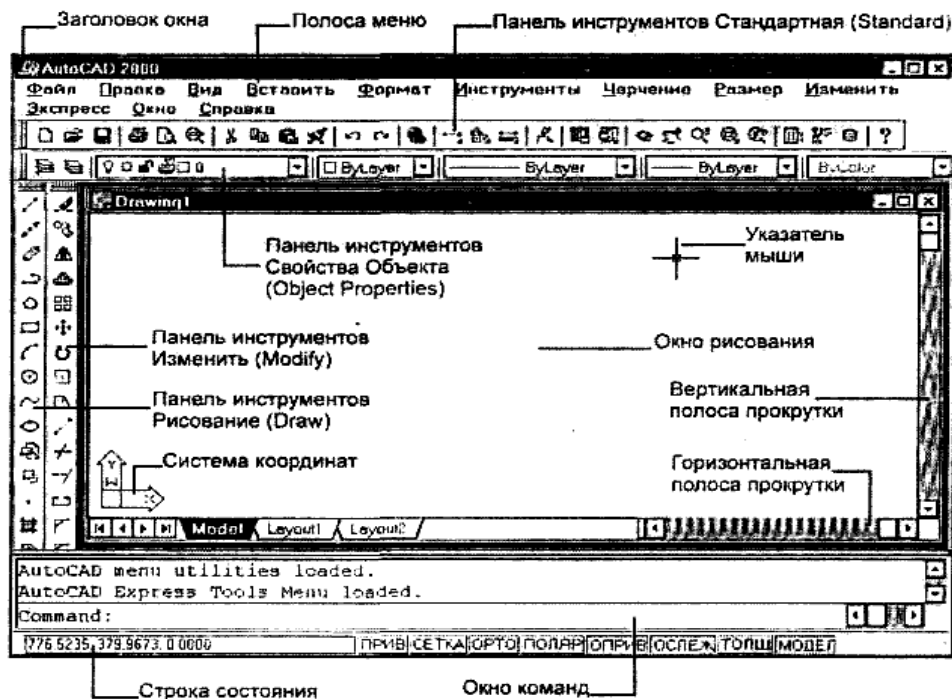 Заголовок окна
Полоса меню
Панель инструментов Стандартная (Standard)
AutoCAD 2000
Файл Правка Вид Вставить Формат Инструменты Черчение Размер Изменить
Экспресс Окно Справка
0 ByLayer ByLayer ByLayer ByColor
Drawing1
Панель инструментов
Свойства Объекта
(Object Properties)
Указатель
мыши
Панель инструментов
Изменить (Modify)
Окно рисования
Панель инструментов
Рисование (Draw)
Вертикальная
полоса прокрутки
Система координат
Горизонтальная
полоса прокрутки
Y
W
X
Model Layout1 Layout2
AutoCAD menu utilities loaded.
AutoCAD Express Tools Menu loaded.
Command:
776.5235, 379.9673, 0.0000 ПРИВ СЕТКА ОРТО ПОЛЯР ОПРИВ ОСЛЕЖ ТОЛЩ МОДЕЛ
Строка состояния
Окно команд